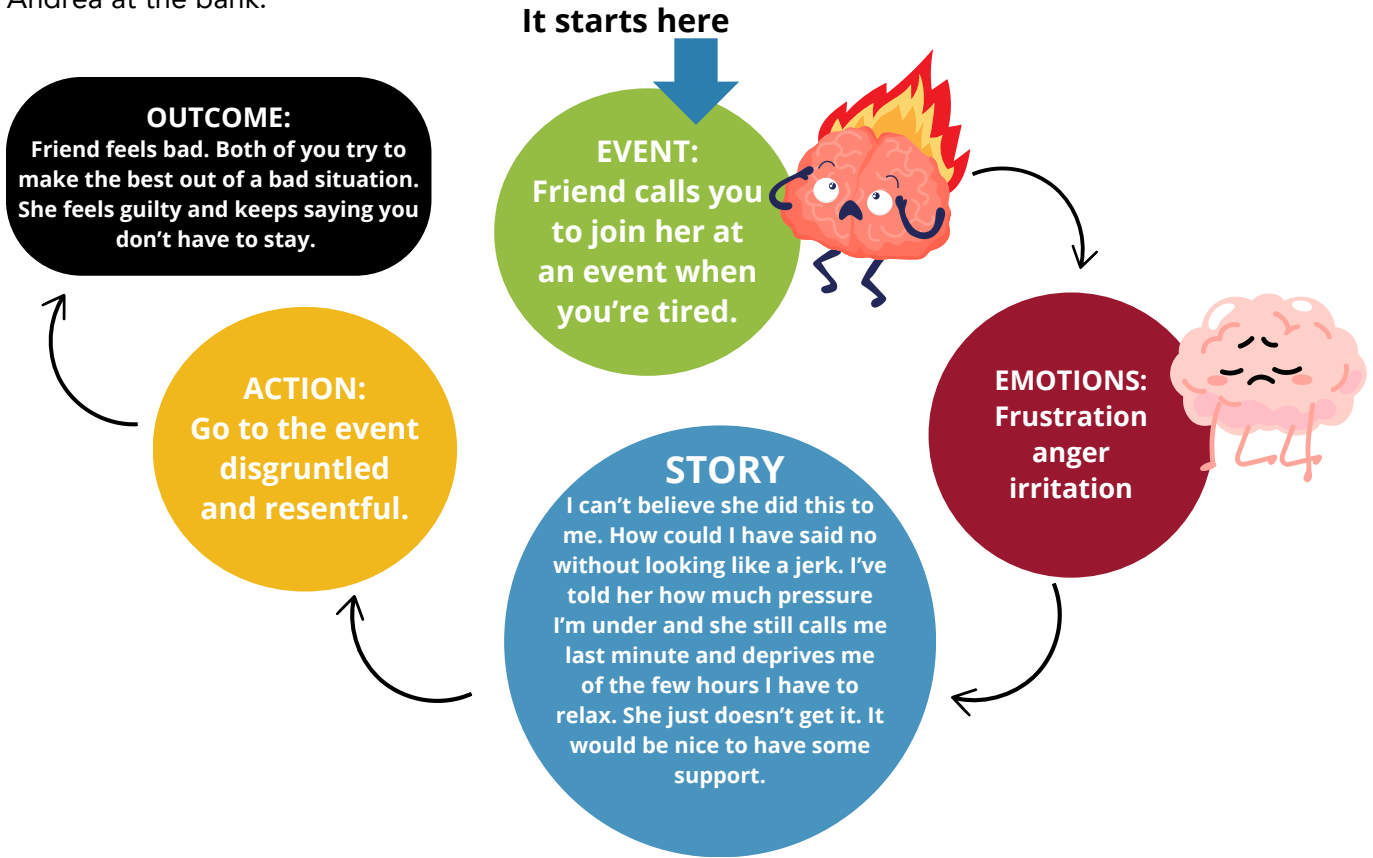 Andrea at the bank.
It starts here
EVENT:
Friend calls you
to join her at
an event when
you're tired.
EMOTIONS:
Frustration
anger
irritation
STORY
I can't believe she did this to
me. How could I have said no
without looking like a jerk. I've
told her how much pressure
I'm under and she still calls me
last minute and deprives me
of the few hours I have to
relax. She just doesn't get it. It
would be nice to have some
support.
ACTION:
Go to the event
disgruntled
and resentful.
OUTCOME:
Friend feels bad. Both of you try to
make the best out of a bad situation.
She feels guilty and keeps saying you
don't have to stay.